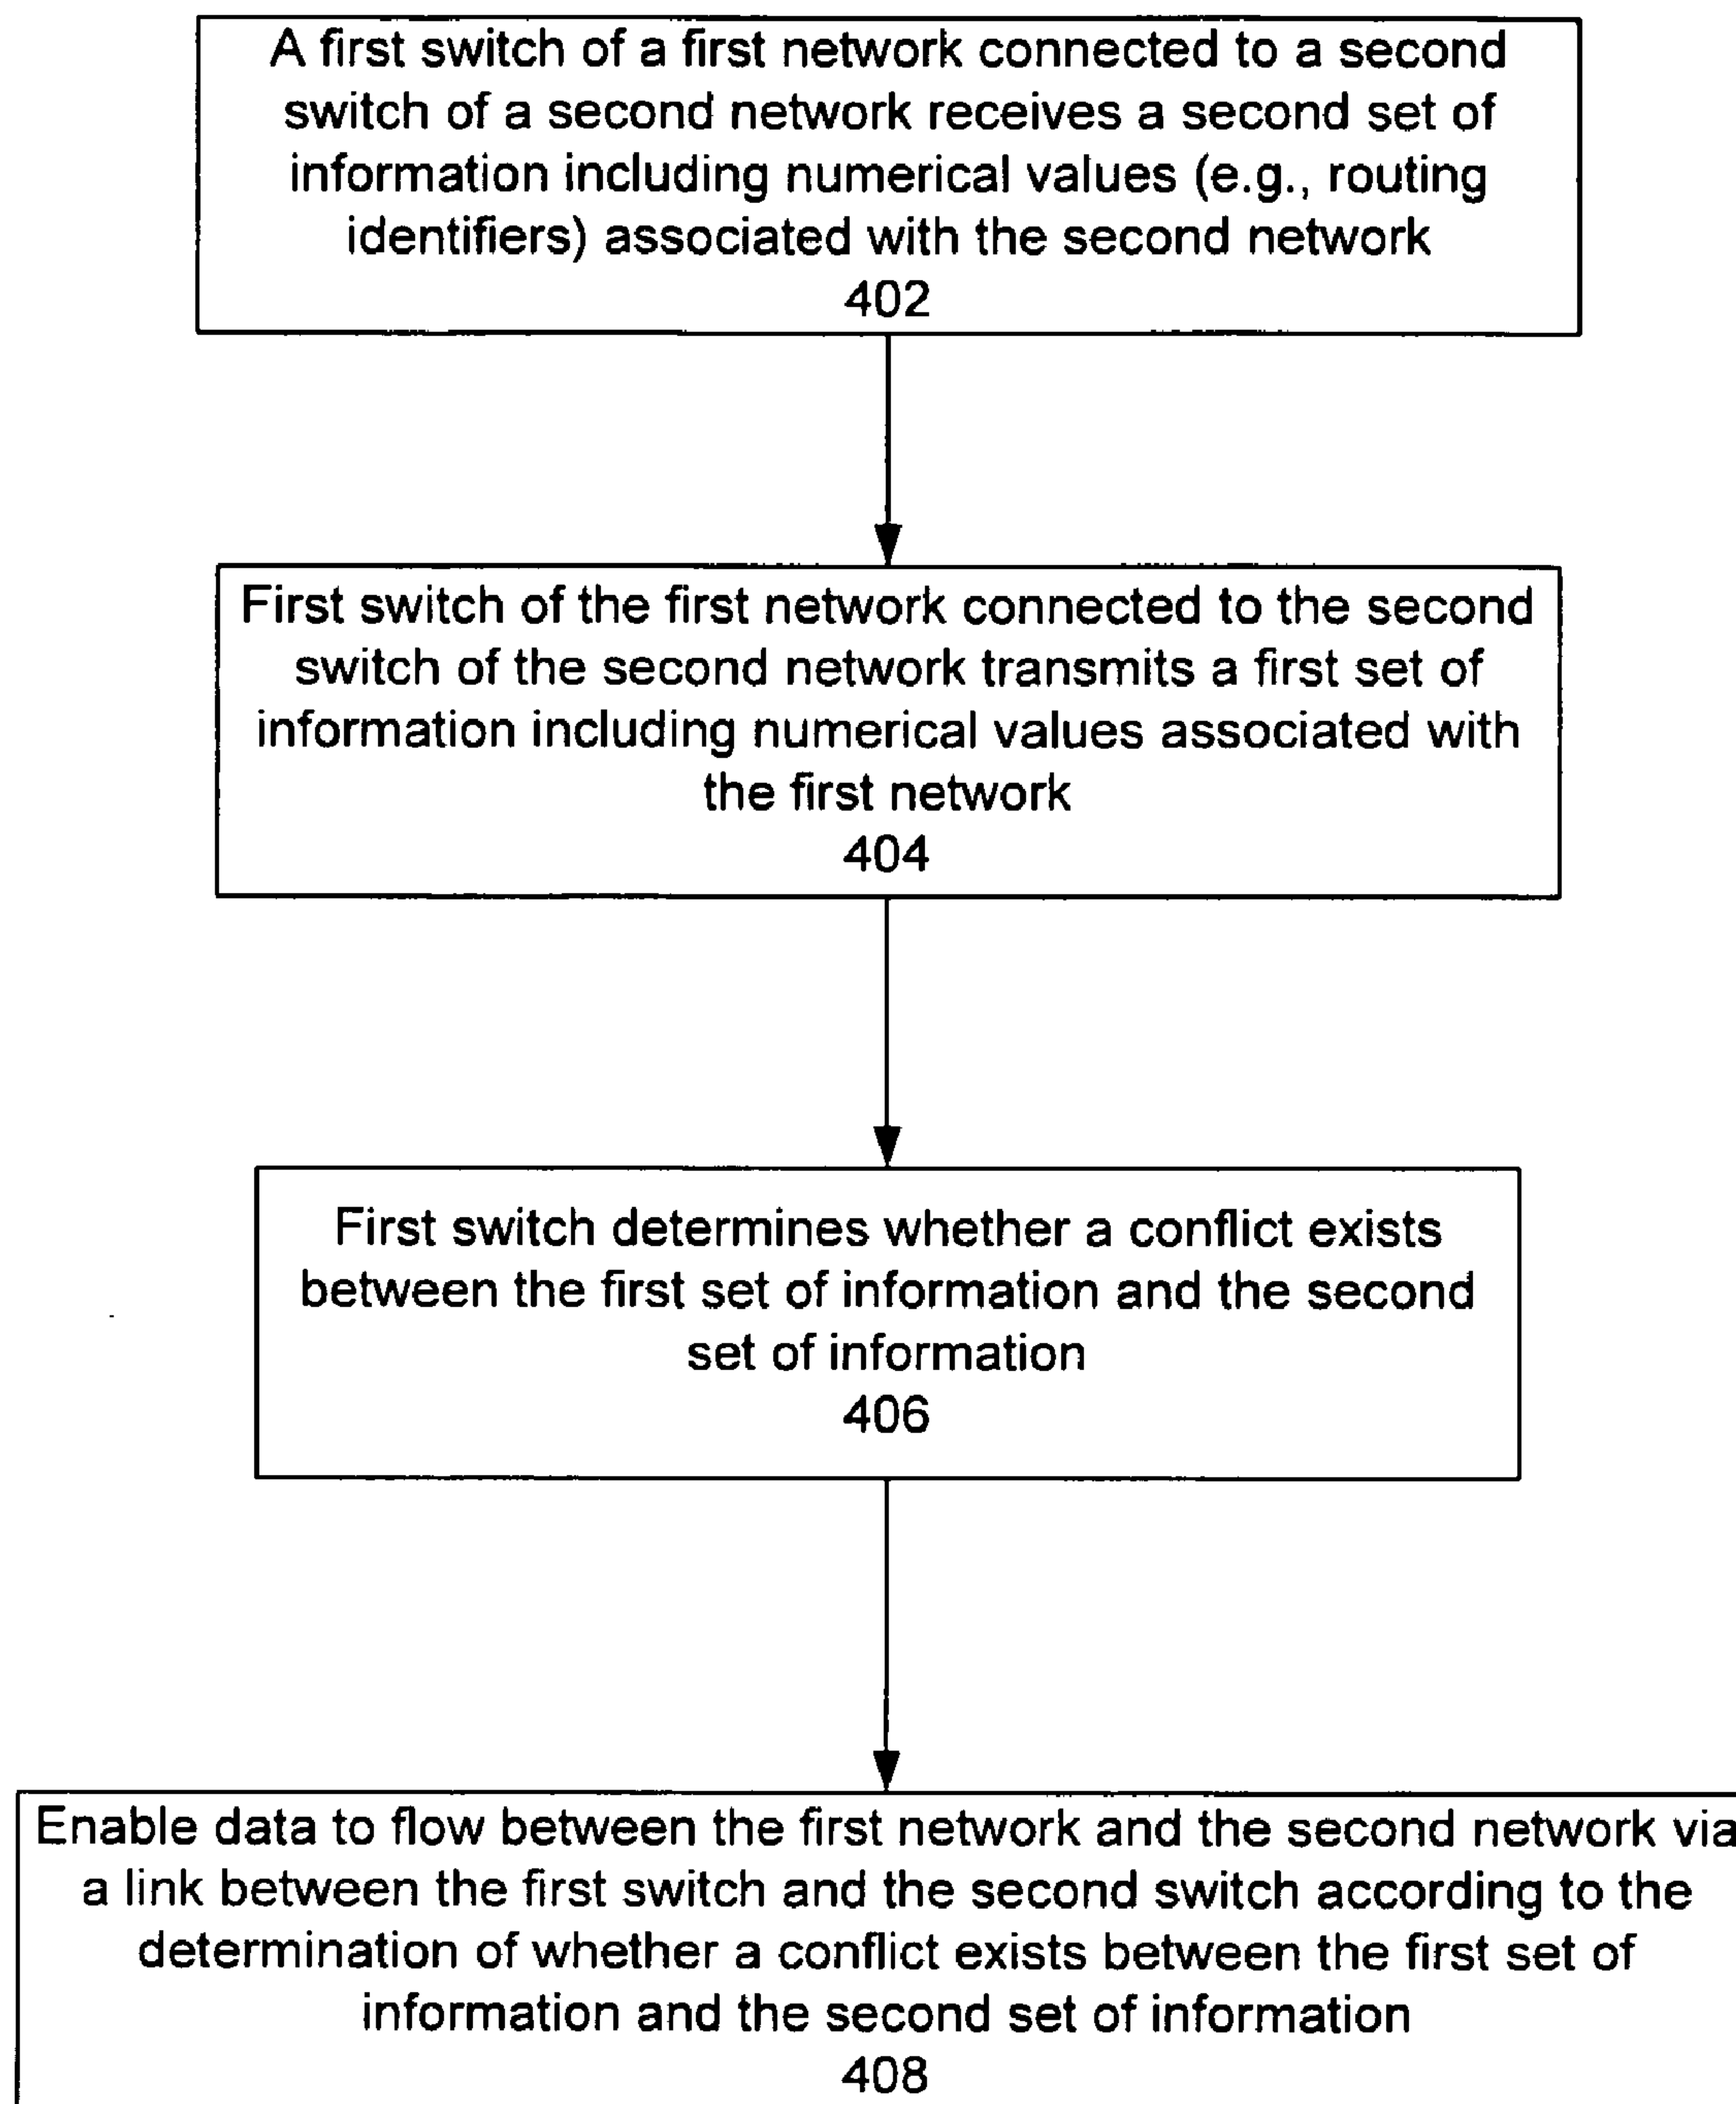 A first switch of a first network connected to a second
switch of a second network receives a second set of
information including numerical values (e.g., routing
identifiers) associated with the second network
402
First switch of the first network connected to the second
switch of the second network transmits a first set of
information including numerical values associated with
the first network
404
First switch determines whether a conflict exists
between the first set of information and the second
set of information
406
Enable data to flow between the first network and the second network via
a link between the first switch and the second switch according to the
determination of whether a conflict exists between the first set of
information and the second set of information
408